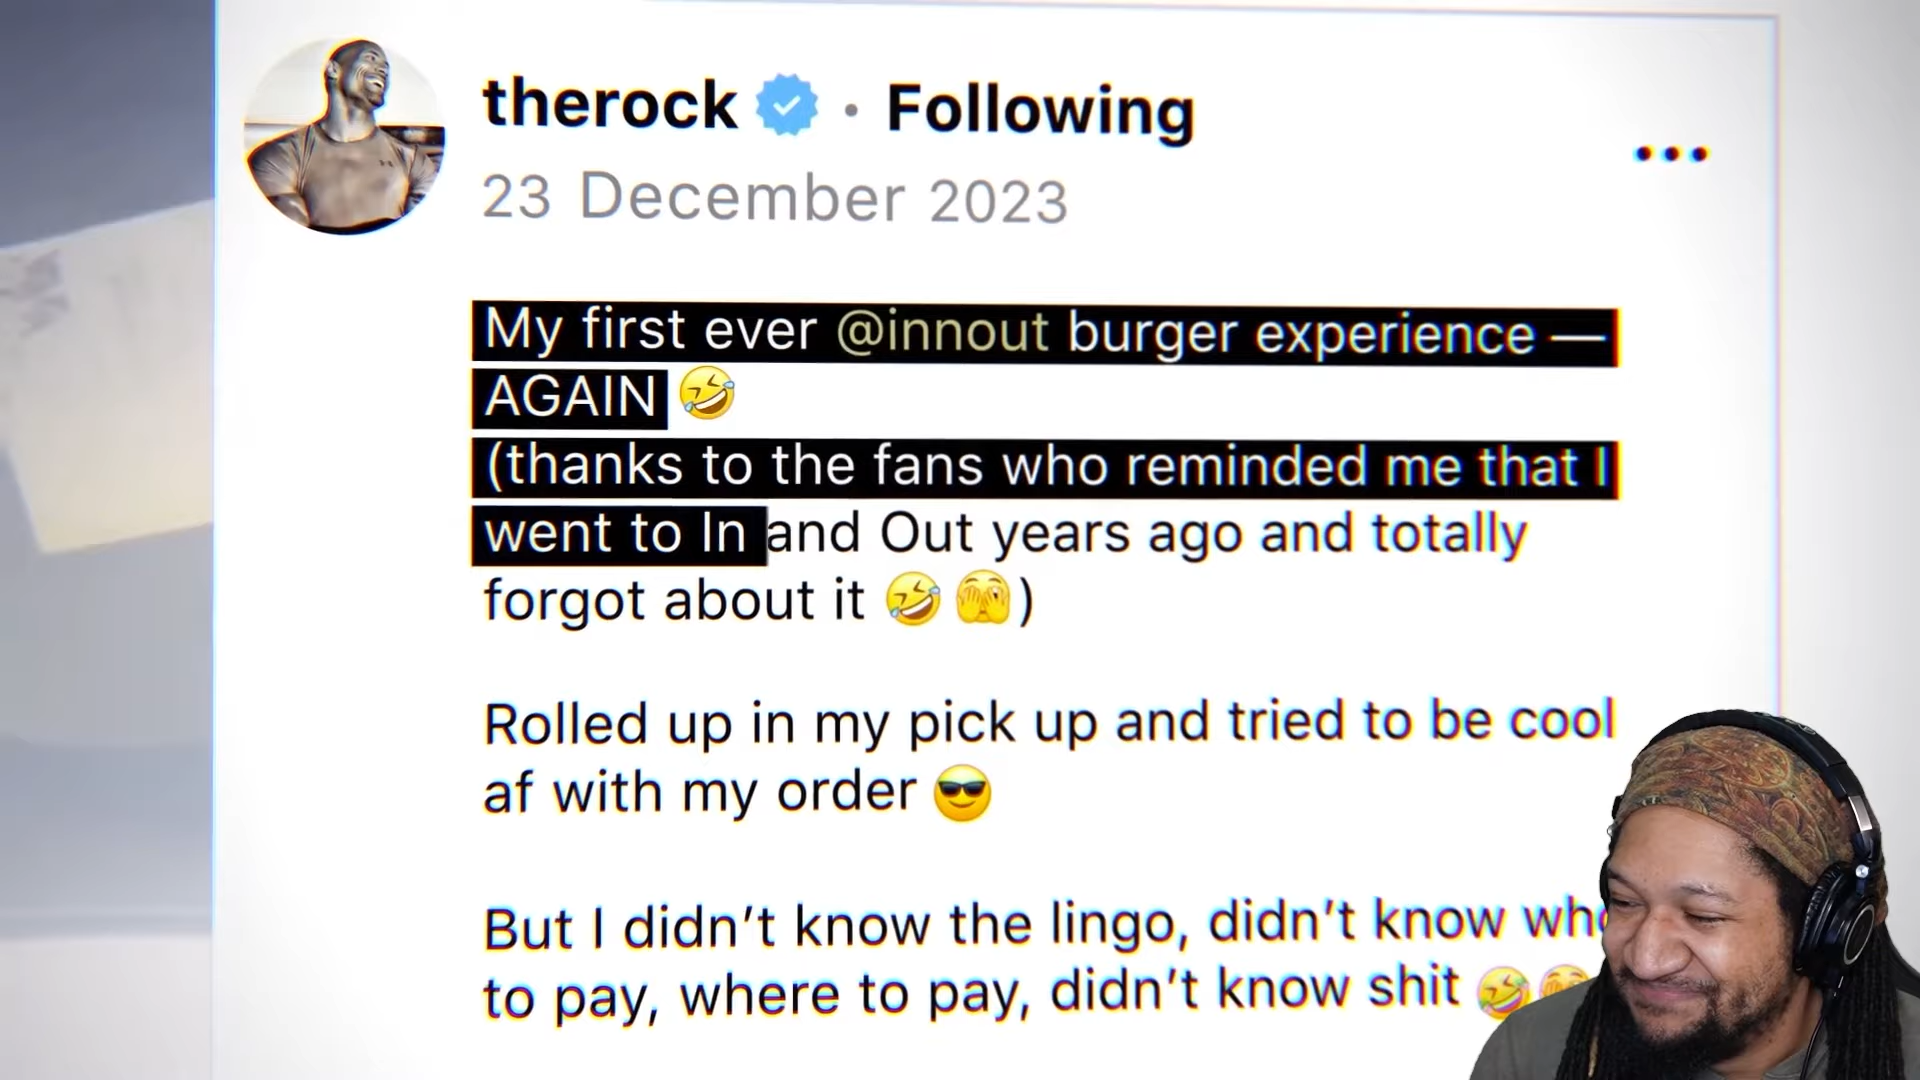 therock • Following
23 December 2023
My first ever @innout burger experience —
AGAIN 🤣
(thanks to the fans who reminded me that I
went to In and Out years ago and totally
forgot about it 🤣🫣)
Rolled up in my pick up and tried to be cool
af with my order 😎
But I didn't know the lingo, didn't know
to pay, where to pay, didn't know shit 🤣